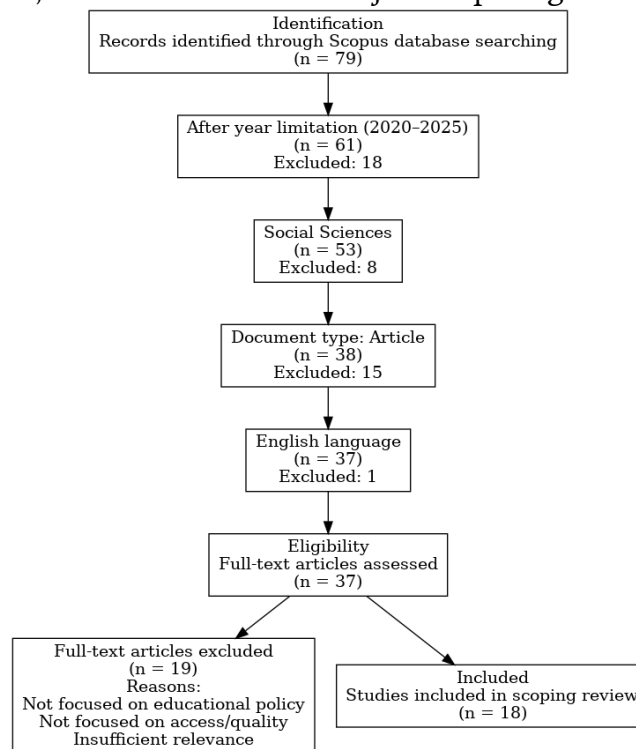 Identification
Records identified through Scopus database searching
(n = 79)
After year limitation (2020–2025)
(n = 61)
Excluded: 18
Social Sciences
(n = 53)
Excluded: 8
Document type: Article
(n = 38)
Excluded: 15
English language
(n = 37)
Excluded: 1
Eligibility
Full-text articles assessed
(n = 37)
Full-text articles excluded
(n = 19)
Reasons:
Not focused on educational policy
Not focused on access/quality
Insufficient relevance
Included
Studies included in scoping review
(n = 18)